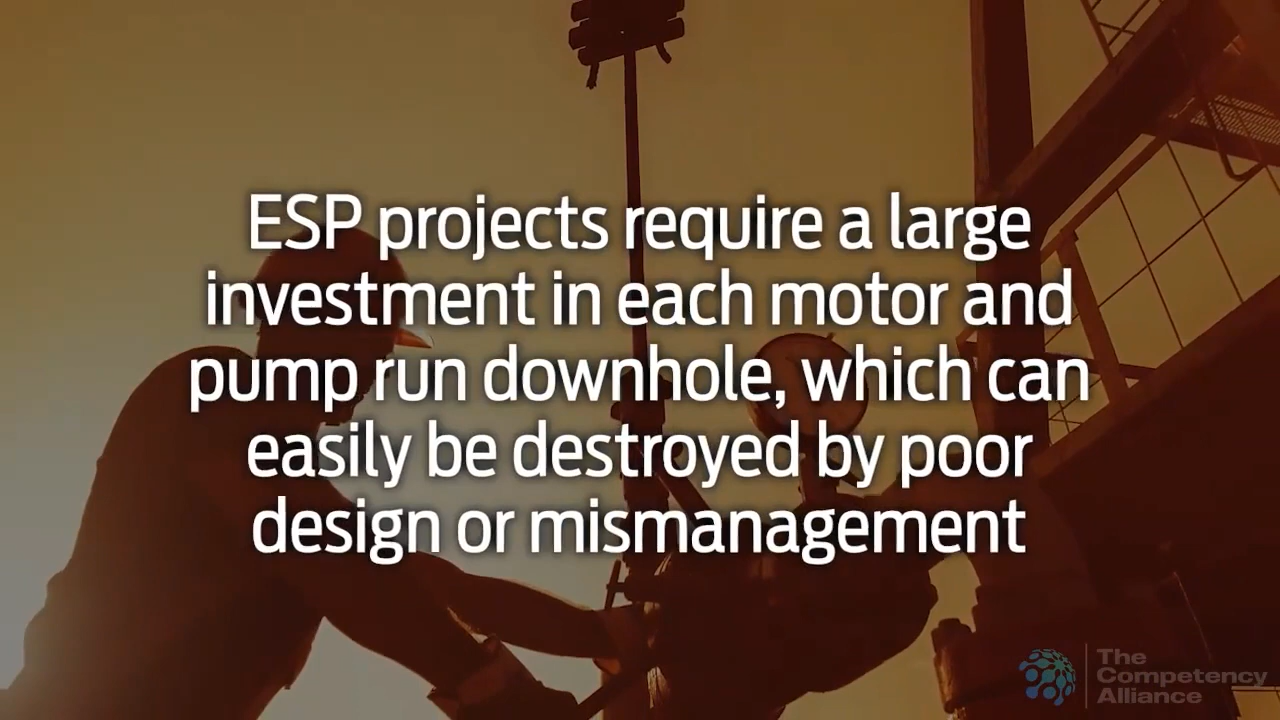 ESP projects require a large
investment in each motor and
pump run downhole, which can
easily be destroyed by poor
design or mismanagement
The
Competency
Alliance